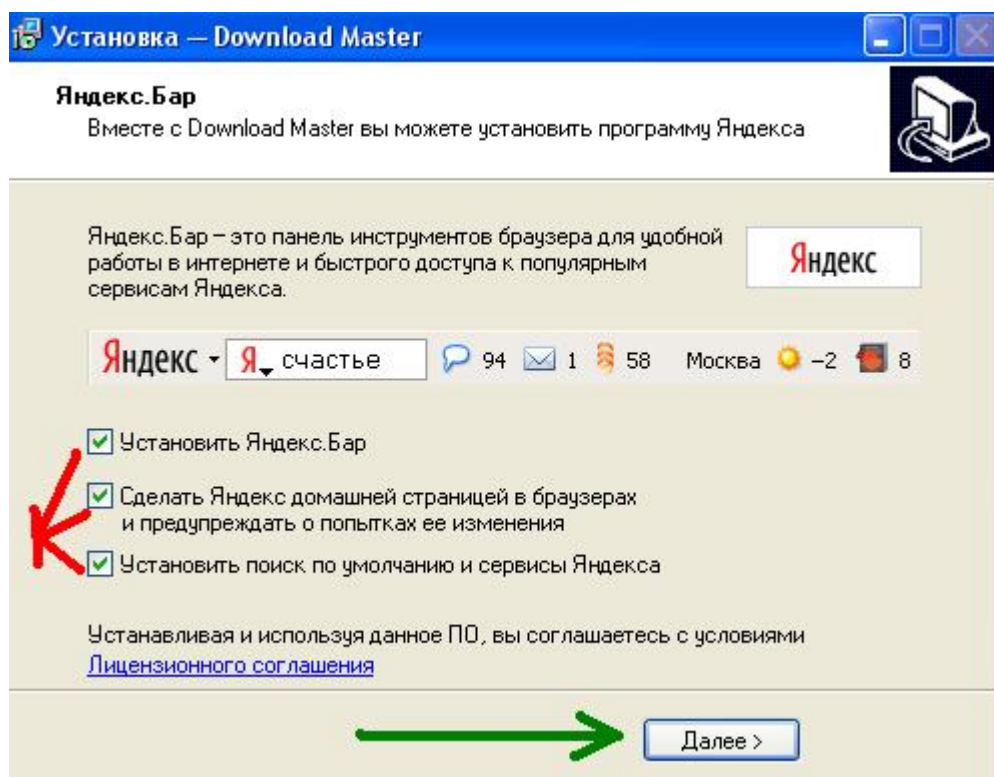 Установка — Download Master
Яндекс.Бар
Вместе с Download Master вы можете установить программу Яндекса
Яндекс.Бар – это панель инструментов браузера для удобной
работы в интернете и быстрого доступа к популярным
сервисам Яндекса.
Яндекс
Яндекс Я счастье 94 1 58 Москва −2 8
Установить Яндекс.Бар
Сделать Яндекс домашней страницей в браузерах
и предупреждать о попытках ее изменения
Установить поиск по умолчанию и сервисы Яндекса
Устанавливая и используя данное ПО, вы соглашаетесь с условиями
Лицензионного соглашения
Далее >